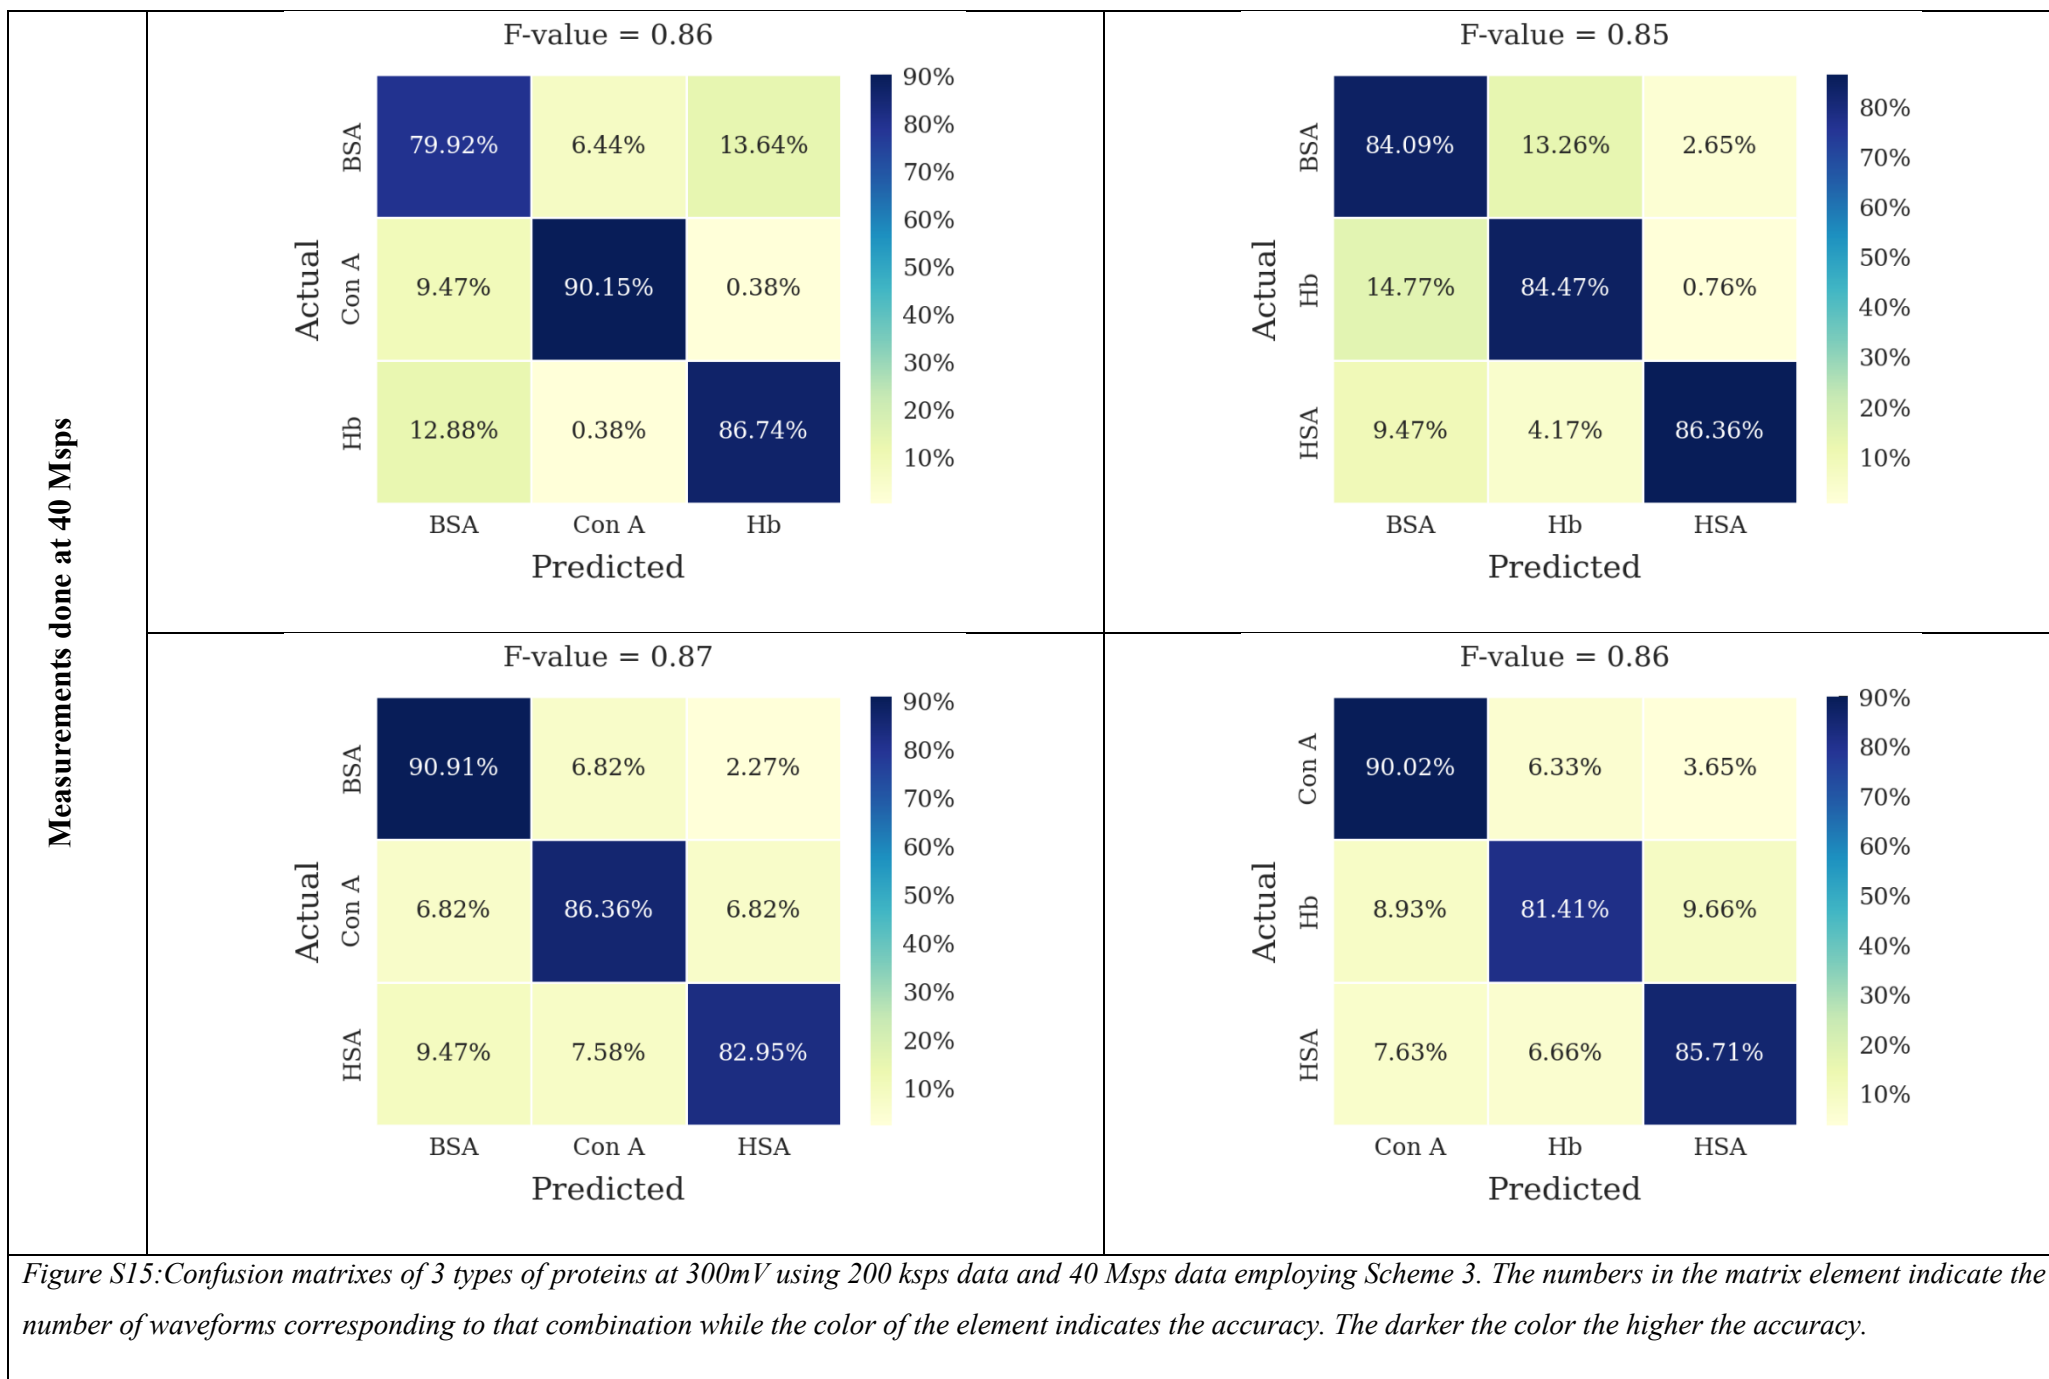 Measurements done at 40 Msps
F-value = 0.86
90%
BSA 79.92% 6.44% 13.64%
80%
70%
60%
Actual
Con A 9.47% 90.15% 0.38%
50%
40%
30%
20%
Hb 12.88% 0.38% 86.74%
10%
BSA Con A Hb
Predicted
F-value = 0.85
BSA 84.09% 13.26% 2.65%
80%
70%
60%
Actual
Hb 14.77% 84.47% 0.76%
50%
40%
30%
20%
HSA 9.47% 4.17% 86.36%
10%
BSA Hb HSA
Predicted
F-value = 0.87
90%
BSA 90.91% 6.82% 2.27%
80%
70%
60%
Actual
Con A 6.82% 86.36% 6.82%
50%
40%
30%
20%
HSA 9.47% 7.58% 82.95%
10%
BSA Con A HSA
Predicted
F-value = 0.86
90%
Con A 90.02% 6.33% 3.65%
80%
70%
60%
Actual
Hb 8.93% 81.41% 9.66%
50%
40%
30%
20%
HSA 7.63% 6.66% 85.71%
10%
Con A Hb HSA
Predicted
Figure S15:Confusion matrixes of 3 types of proteins at 300mV using 200 ksps data and 40 Msps data employing Scheme 3. The numbers in the matrix element indicate the
number of waveforms corresponding to that combination while the color of the element indicates the accuracy. The darker the color the higher the accuracy.